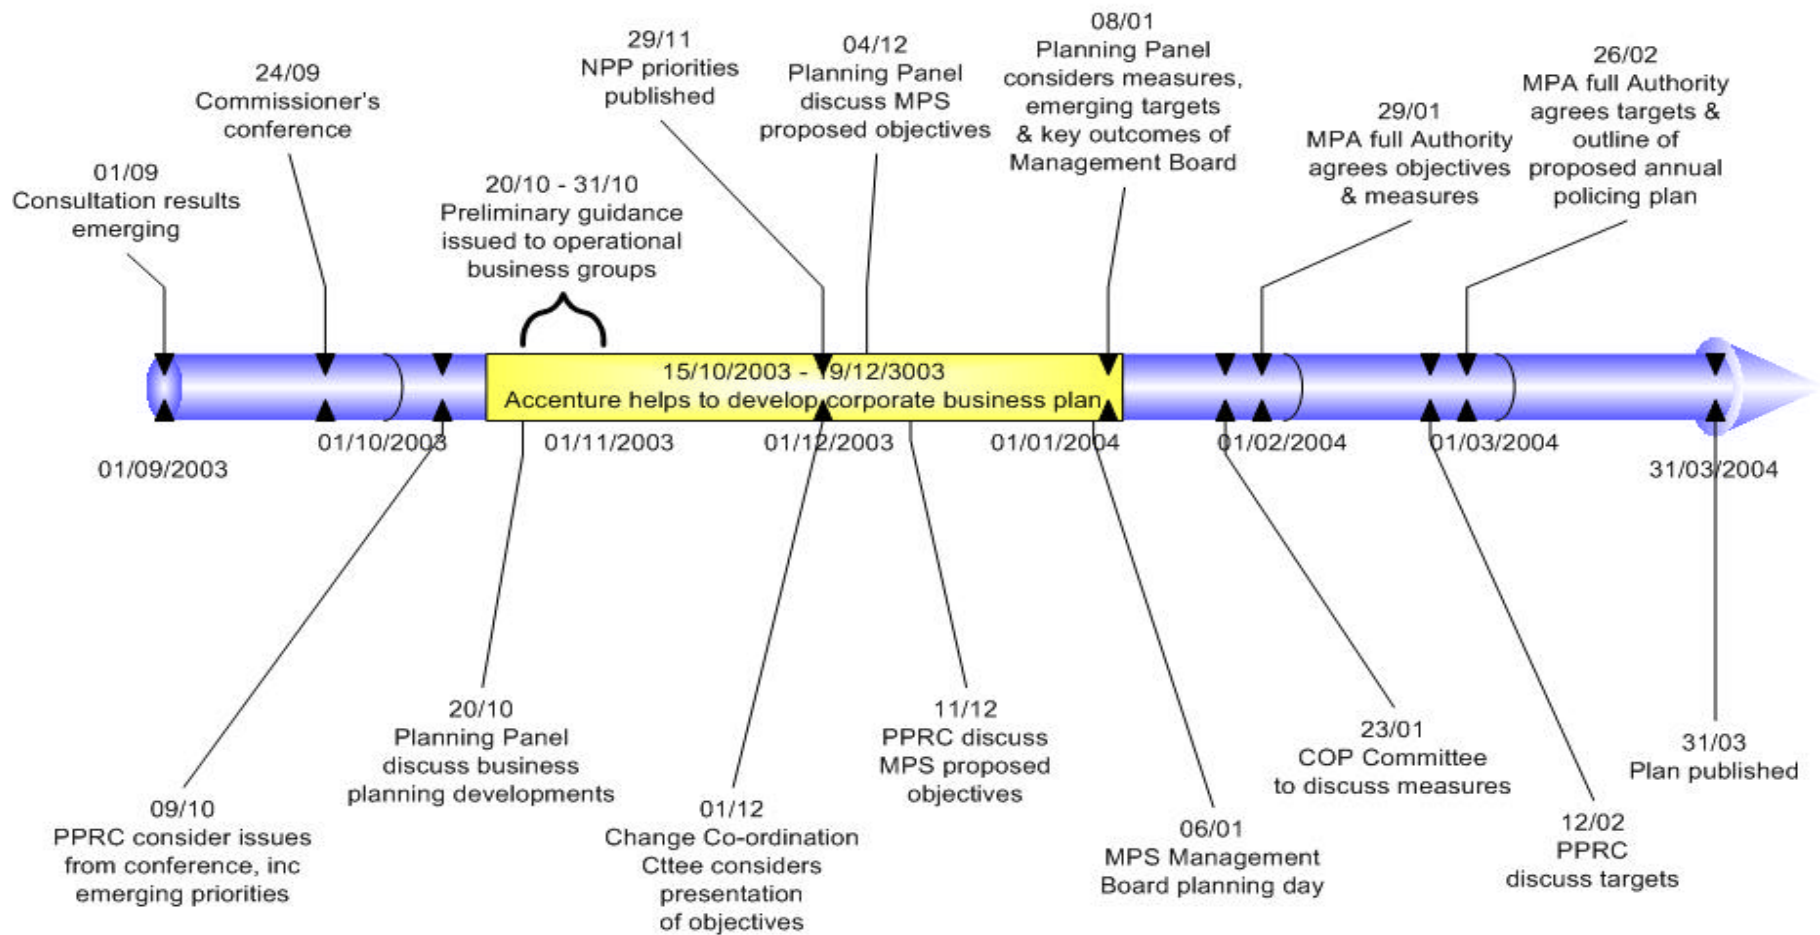 08/01
Planning Panel
considers measures,
emerging targets
& key outcomes of
Management Board
29/11
NPP priorities
published
04/12
Planning Panel
discuss MPS
proposed objectives
26/02
MPA full Authority
agrees targets &
outline of
proposed annual
policing plan
24/09
Commissioner's
conference
29/01
MPA full Authority
agrees objectives
& measures
01/09
Consultation results
emerging
20/10 - 31/10
Preliminary guidance
issued to operational
business groups
15/10/2003 - 19/12/3003
Accenture helps to develop corporate business plan
01/09/2003
01/10/2003
01/11/2003
01/12/2003
01/01/2004
01/02/2004
01/03/2004
31/03/2004
09/10
PPRC consider issues
from conference, inc
emerging priorities
20/10
Planning Panel
discuss business
planning developments
01/12
Change Co-ordination
Cttee considers
presentation
of objectives
11/12
PPRC discuss
MPS proposed
objectives
06/01
MPS Management
Board planning day
23/01
COP Committee
to discuss measures
12/02
PPRC
discuss targets
31/03
Plan published